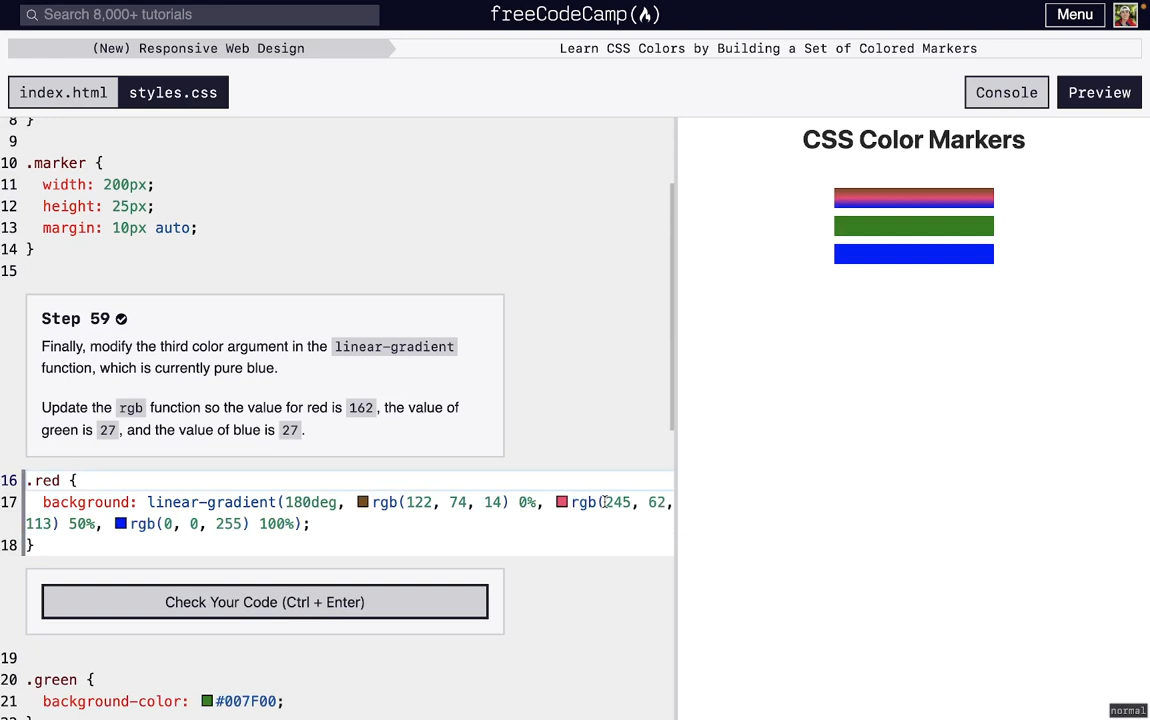 Search 8,000+ tutorials
freeCodeCamp
Menu
(New) Responsive Web Design
Learn CSS Colors by Building a Set of Colored Markers
index.html
styles.css
Console
Preview
8 }
9
10 .marker {
11 width: 200px;
12 height: 25px;
13 margin: 10px auto;
14 }
15
Step 59
Finally, modify the third color argument in the linear-gradient
function, which is currently pure blue.
Update the rgb function so the value for red is 162, the value of
green is 27, and the value of blue is 27.
16 .red {
17 background: linear-gradient(180deg, rgb(122, 74, 14) 0%, rgb(245, 62,
113) 50%, rgb(0, 0, 255) 100%);
18 }
Check Your Code (Ctrl + Enter)
19
20 .green {
21 background-color: #007F00;
CSS Color Markers
normal